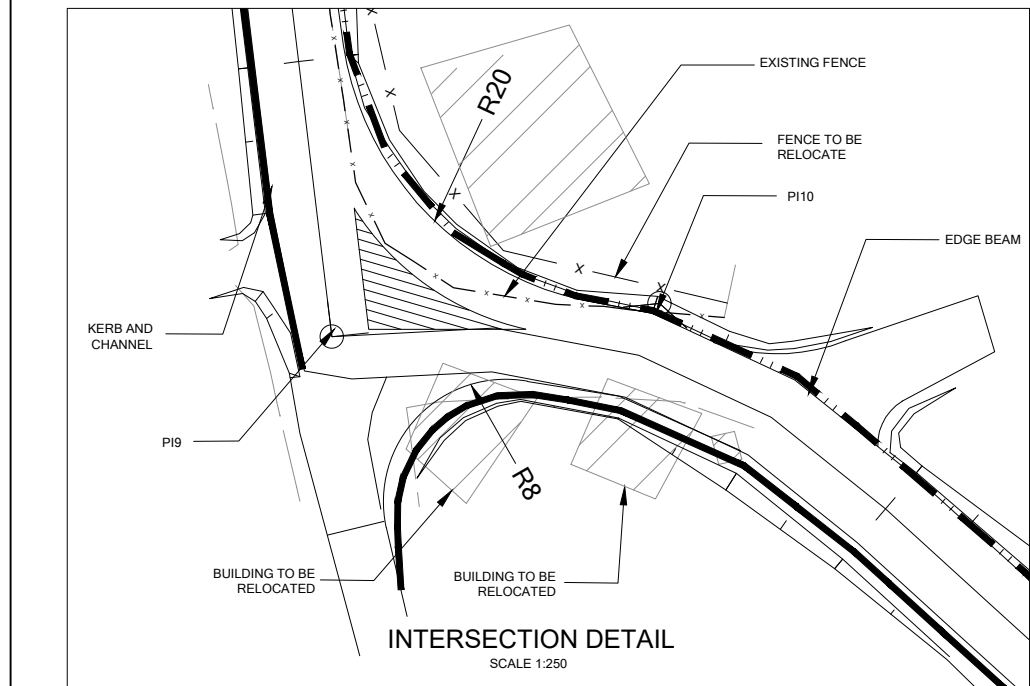 R20
EXISTING FENCE
FENCE TO BE
RELOCATE
PI10
EDGE BEAM
KERB AND
CHANNEL
PI9
R8
BUILDING TO BE
RELOCATED
BUILDING TO BE
RELOCATED
INTERSECTION DETAIL
SCALE 1:250